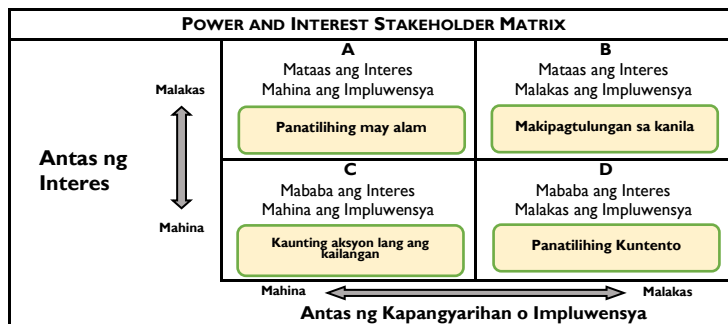 POWER AND INTEREST STAKEHOLDER MATRIX
A
Mataas ang Interes
Mahina ang Impluwensya
Panatilihing may alam
B
Mataas ang Interes
Malakas ang Impluwensya
Makipagtulungan sa kanila
Malakas
Antas ng
Interes
Mahina
C
Mababa ang Interes
Mahina ang Impluwensya
Kaunting aksyon lang ang
kailangan
D
Mababa ang Interes
Malakas ang Impluwensya
Panatilihing Kuntento
Mahina
Malakas
Antas ng Kapangyarihan o Impluwensya